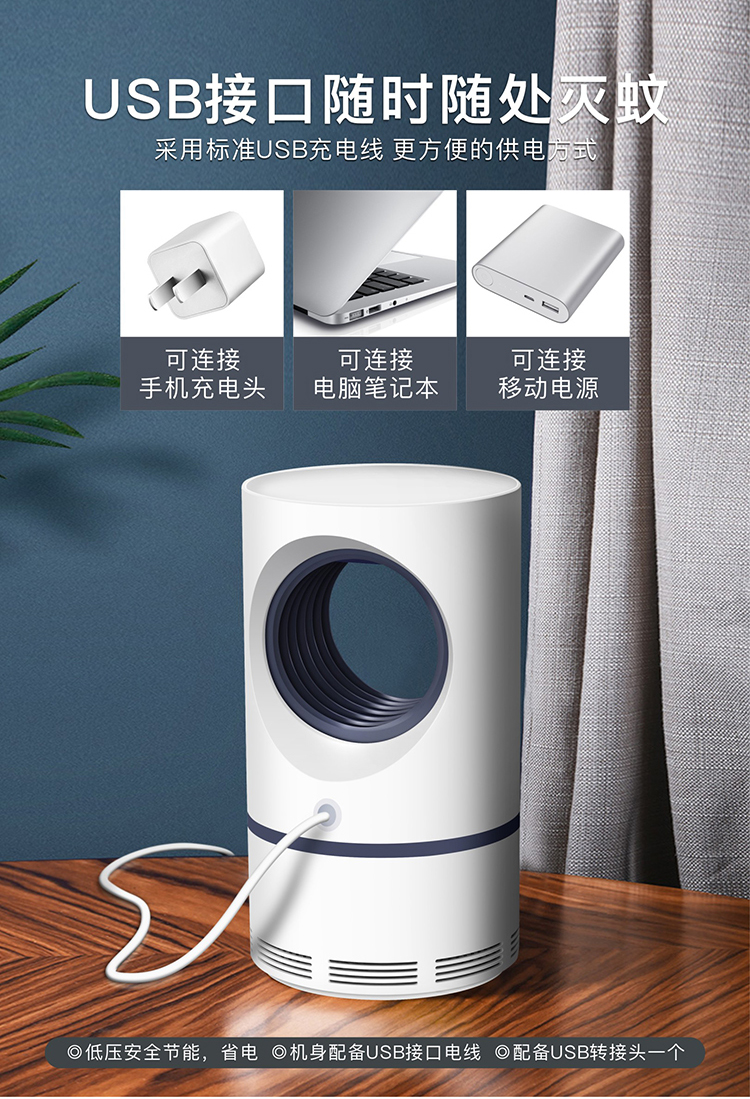 USB接口随时随处灭蚊
采用标准USB充电线 更方便的供电方式
可连接
手机充电头
可连接
电脑笔记本
可连接
移动电源
◎低压安全节能，省电 ◎机身配备USB接口电线 ◎配备USB转接头一个